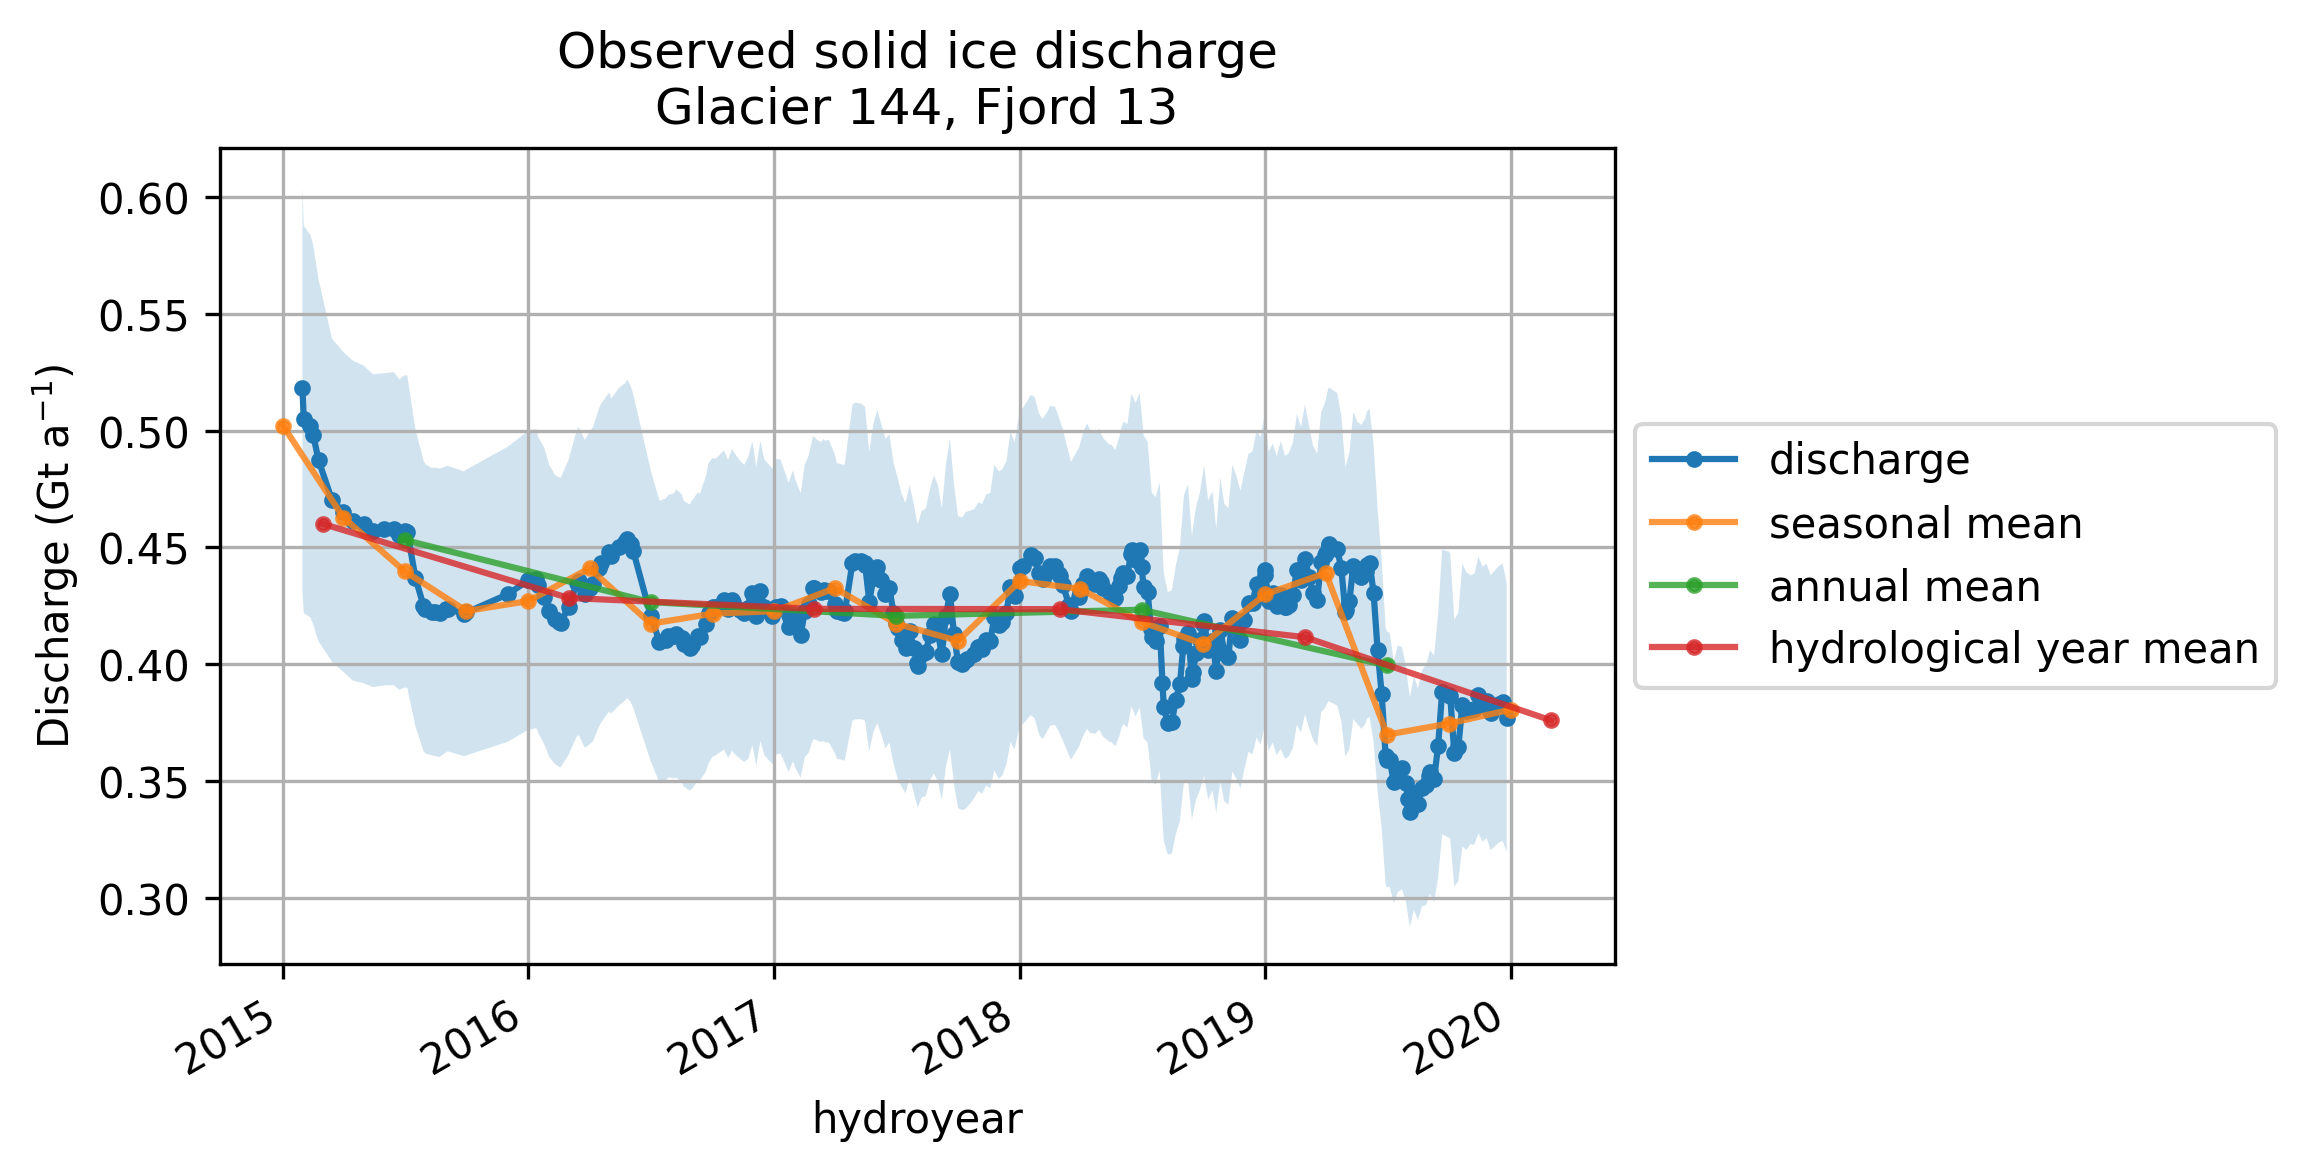 Observed solid ice discharge
Glacier 144, Fjord 13
Discharge (Gt a⁻¹)
0.60
0.55
0.50
0.45
0.40
0.35
0.30
2015
2016
2017
2018
2019
2020
hydroyear
discharge
seasonal mean
annual mean
hydrological year mean